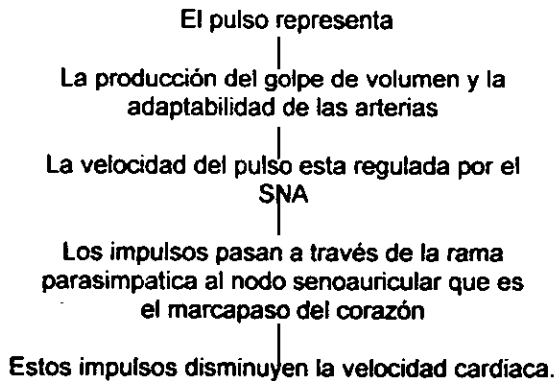 El pulso representa
La producción del golpe de volumen y la
adaptabilidad de las arterias
La velocidad del pulso esta regulada por el
SNA
Los impulsos pasan a través de la rama
parasimpatica al nodo senoauricular que es
el marcapaso del corazón
Estos impulsos disminuyen la velocidad cardiaca.